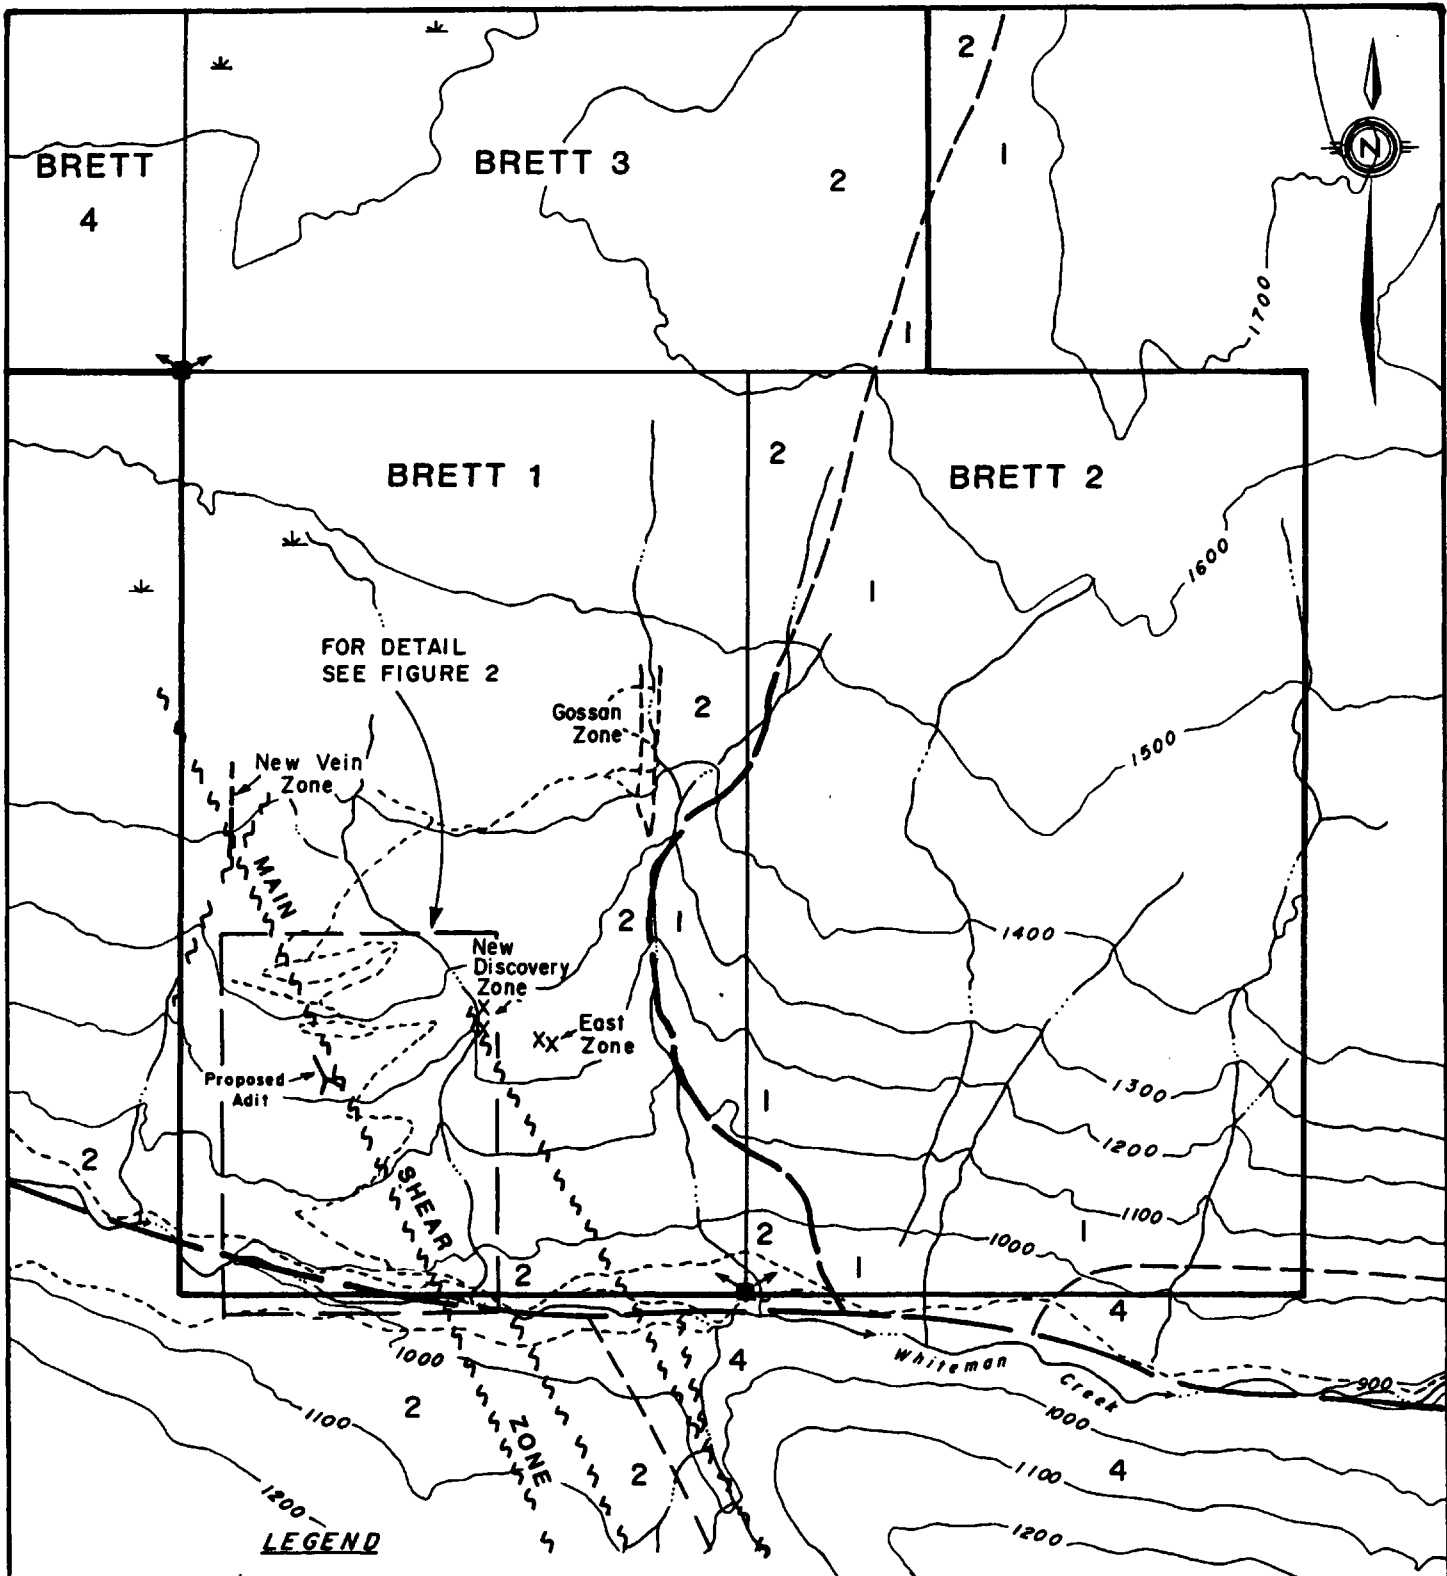 2
N
1
BRETT
4
BRETT 3
2
1
1700
BRETT 1
2
BRETT 2
1
1600
FOR DETAIL
SEE FIGURE 2
Gossan
Zone
2
1500
New Vein
Zone
MAIN
2
1
1400
New
Discovery
Zone
X
X
XX
East
Zone
Proposed
Adit
1
1300
1200
2
SHEAR
1100
2
1
1000
2
1
4
1000
4
Whiteman
Creek
900
2
1100
ZONE
2
1000
1100
4
1200
1200
LEGEND